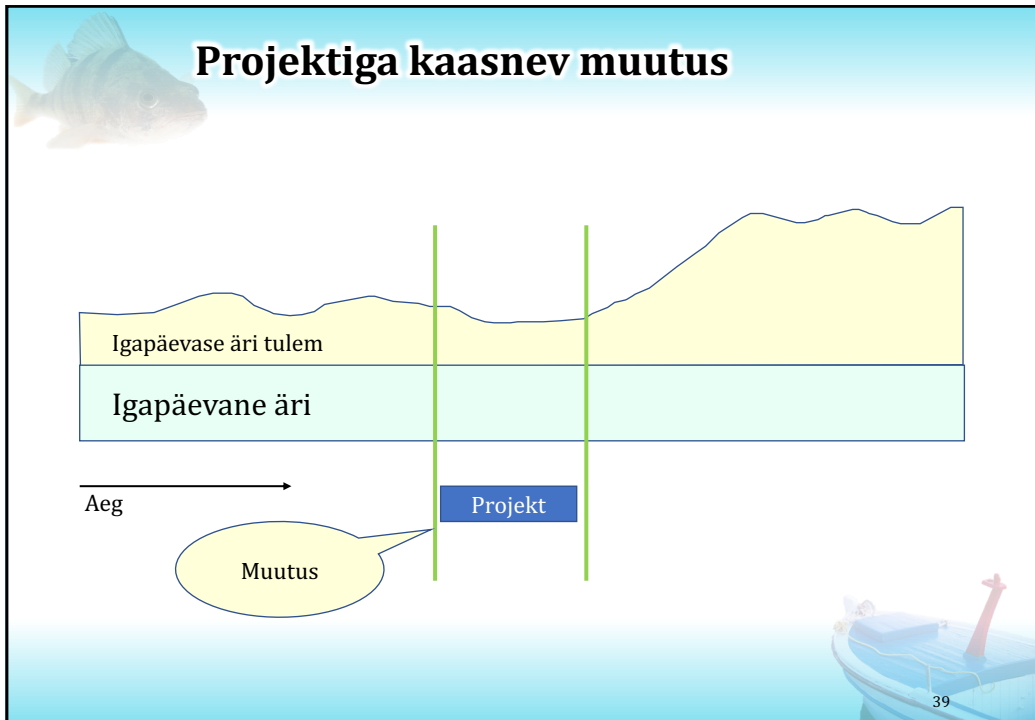 Projektiga kaasnev muutus
Igapäevase äri tulem
Igapäevane äri
Aeg
Projekt
Muutus
39